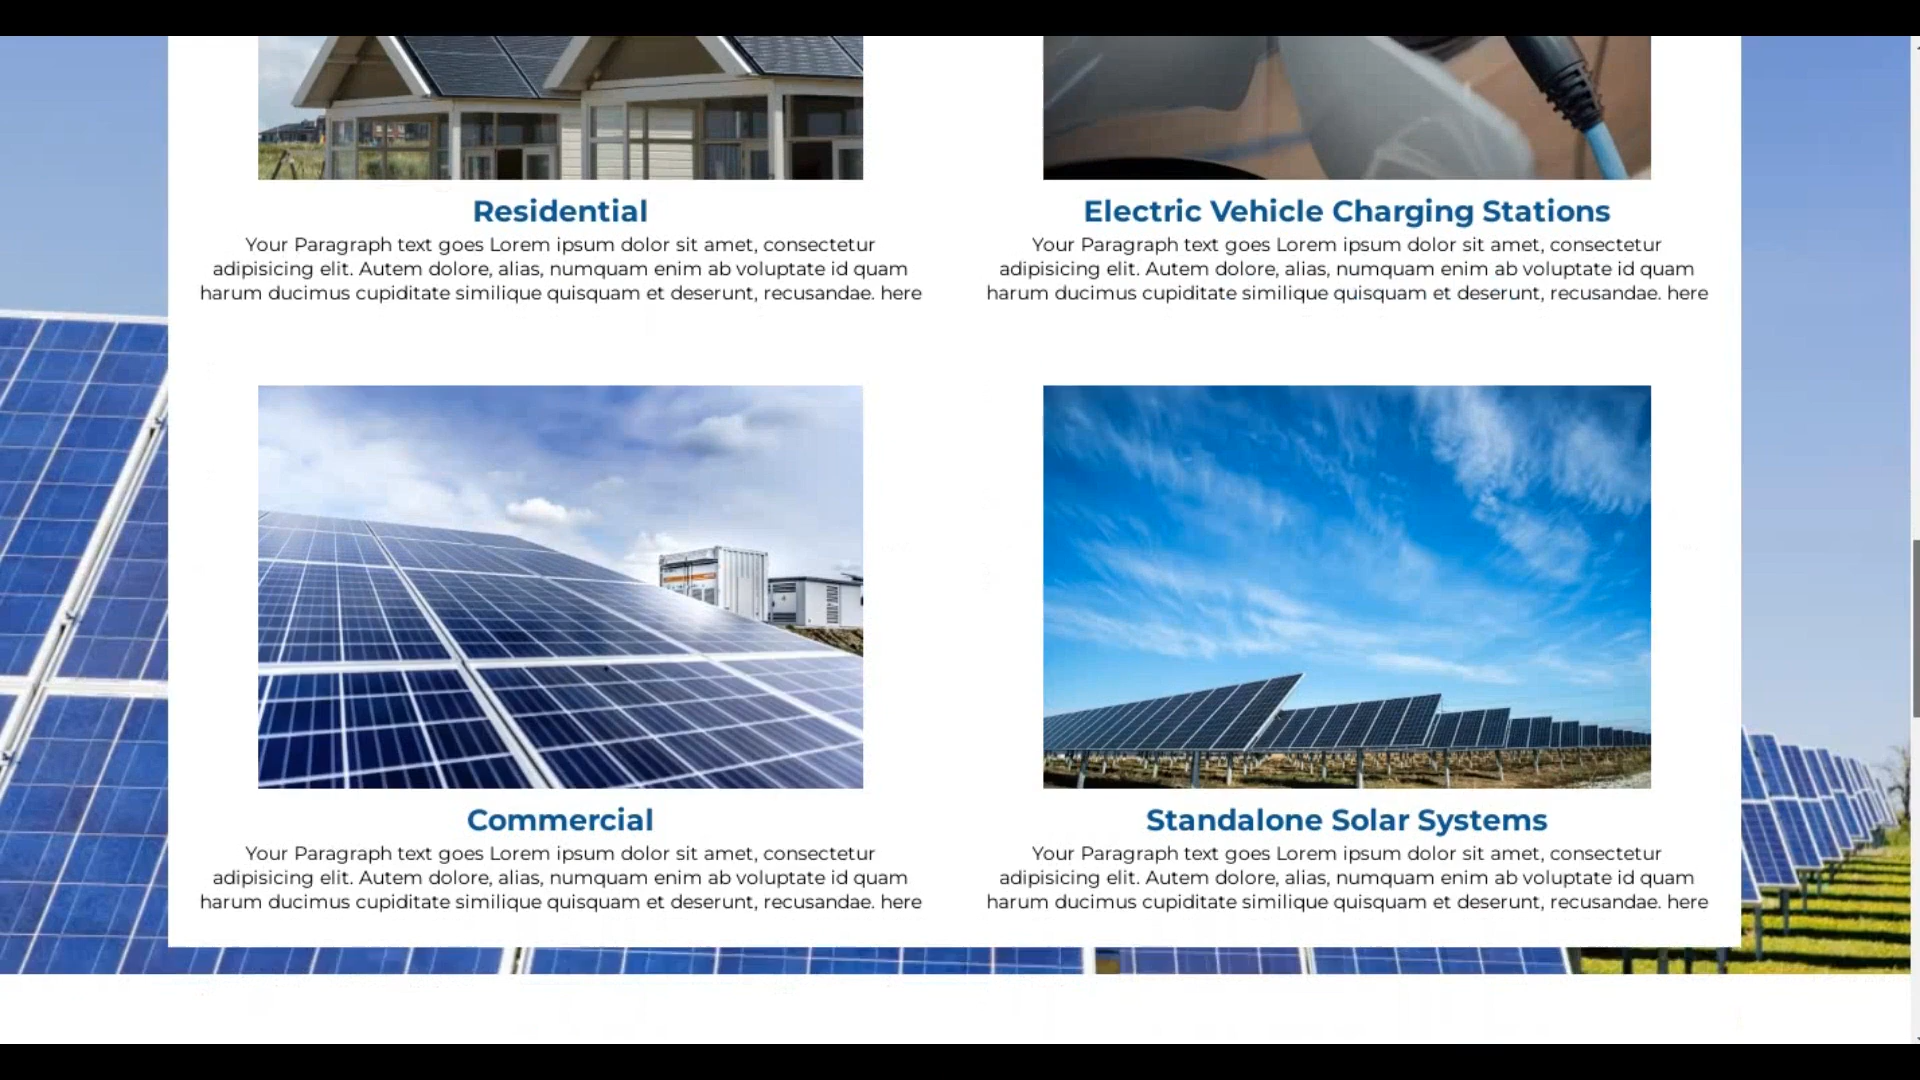 Residential
Your Paragraph text goes Lorem ipsum dolor sit amet, consectetur
adipisicing elit. Autem dolore, alias, numquam enim ab voluptate id quam
harum ducimus cupiditate similique quisquam et deserunt, recusandae. here
Electric Vehicle Charging Stations
Your Paragraph text goes Lorem ipsum dolor sit amet, consectetur
adipisicing elit. Autem dolore, alias, numquam enim ab voluptate id quam
harum ducimus cupiditate similique quisquam et deserunt, recusandae. here
Commercial
Your Paragraph text goes Lorem ipsum dolor sit amet, consectetur
adipisicing elit. Autem dolore, alias, numquam enim ab voluptate id quam
harum ducimus cupiditate similique quisquam et deserunt, recusandae. here
Standalone Solar Systems
Your Paragraph text goes Lorem ipsum dolor sit amet, consectetur
adipisicing elit. Autem dolore, alias, numquam enim ab voluptate id quam
harum ducimus cupiditate similique quisquam et deserunt, recusandae. here